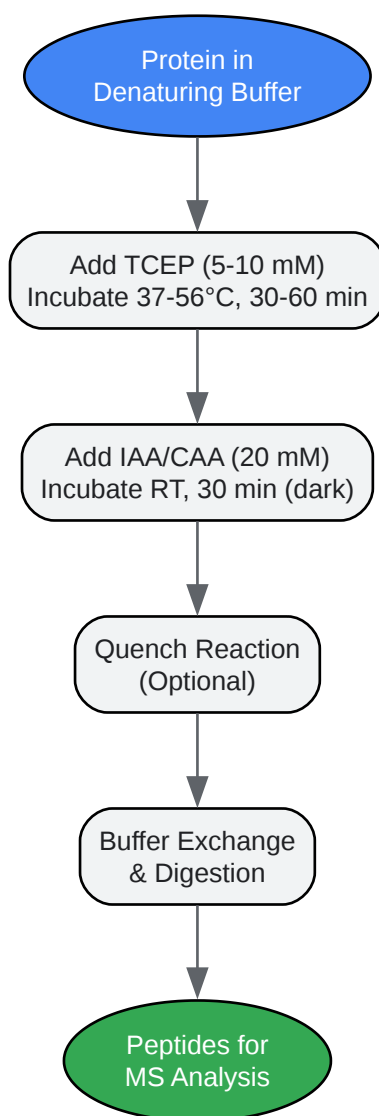 Protein in
Denaturing Buffer
Add TCEP (5-10 mM)
Incubate 37-56°C, 30-60 min
Add IAA/CAA (20 mM)
Incubate RT, 30 min (dark)
Quench Reaction
(Optional)
Buffer Exchange
& Digestion
Peptides for
MS Analysis